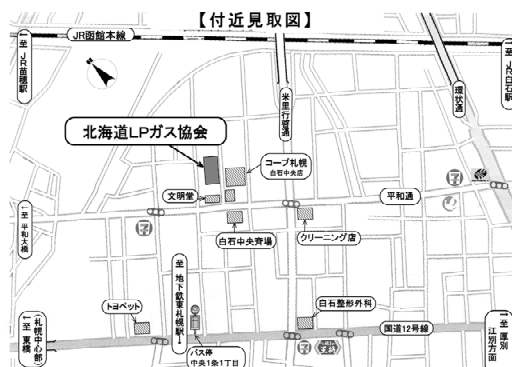 【付近見取図】
JR函館本線
至JR苗穂駅
至JR白石駅
環状通
米里行啓通
北海道LPガス協会
コープ札幌
白石中央店
文明堂
平和通
至平和大橋
白石中央斉場
クリーニング店
至地下鉄東札幌駅
トヨペット
白石整形外科
国道12号線
至東橋
札幌中心部
至厚別
江別方面
バス停
中央1条1丁目